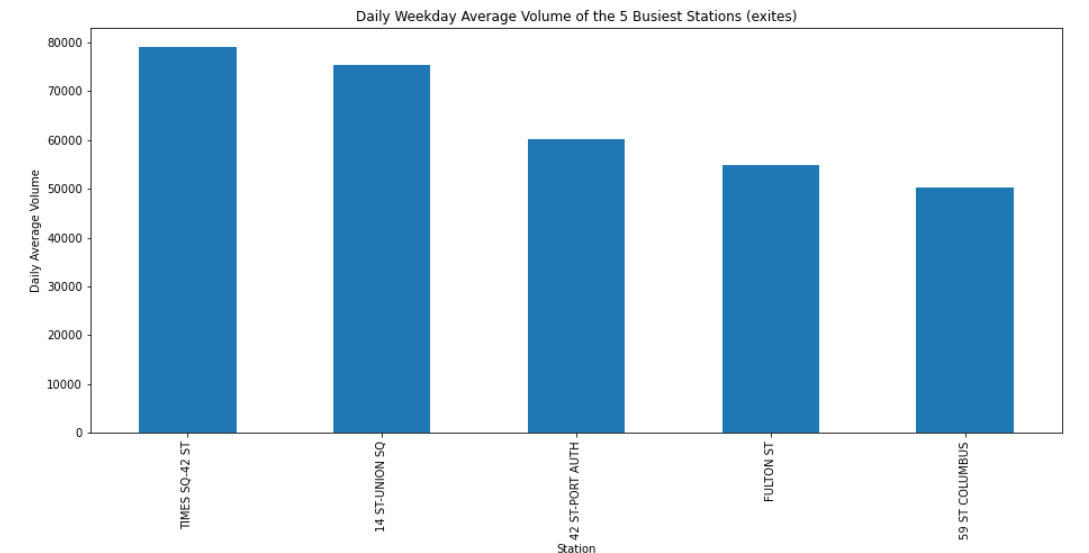 Daily Weekday Average Volume of the 5 Busiest Stations (exites)
Daily Average Volume
80000
70000
60000
50000
40000
30000
20000
10000
0
TIMES SQ-42 ST
14 ST-UNION SQ
42 ST-PORT AUTH
FULTON ST
59 ST COLUMBUS
Station